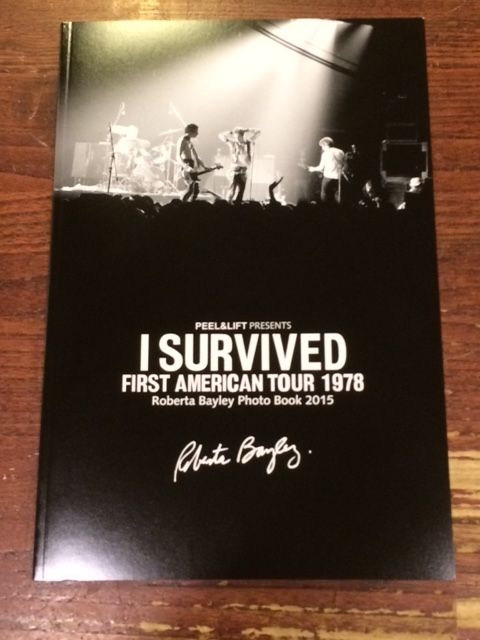 PEEL&LIFT PRESENTS
I SURVIVED
FIRST AMERICAN TOUR 1978
Roberta Bayley Photo Book 2015
Roberta Bayley.